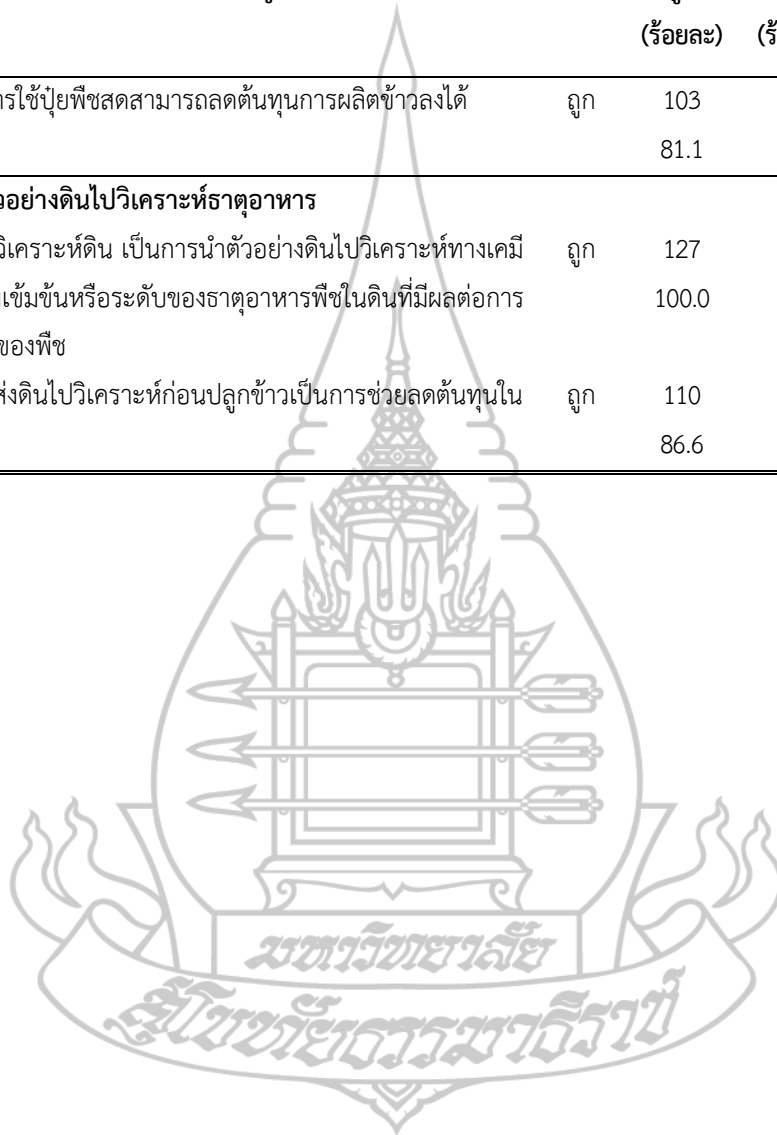 (ร้อยละ)
รใช้ปุ๋ยพืชสดสามารถลดต้นทุนการผลิตข้าวลงได้ ถูก 103
81.1
อย่างดินไปวิเคราะห์ธาตุอาหาร
วิเคราะห์ดิน เป็นการนำตัวอย่างดินไปวิเคราะห์ทางเคมี ถูก 127
เข้มข้นหรือระดับของธาตุอาหารพืชในดินที่มีผลต่อการ 100.0
ของพืช
ส่งดินไปวิเคราะห์ก่อนปลูกข้าวเป็นการช่วยลดต้นทุนใน ถูก 110
86.6
มหาวิทยาลัย
สุโขทัยธรรมาธิราช